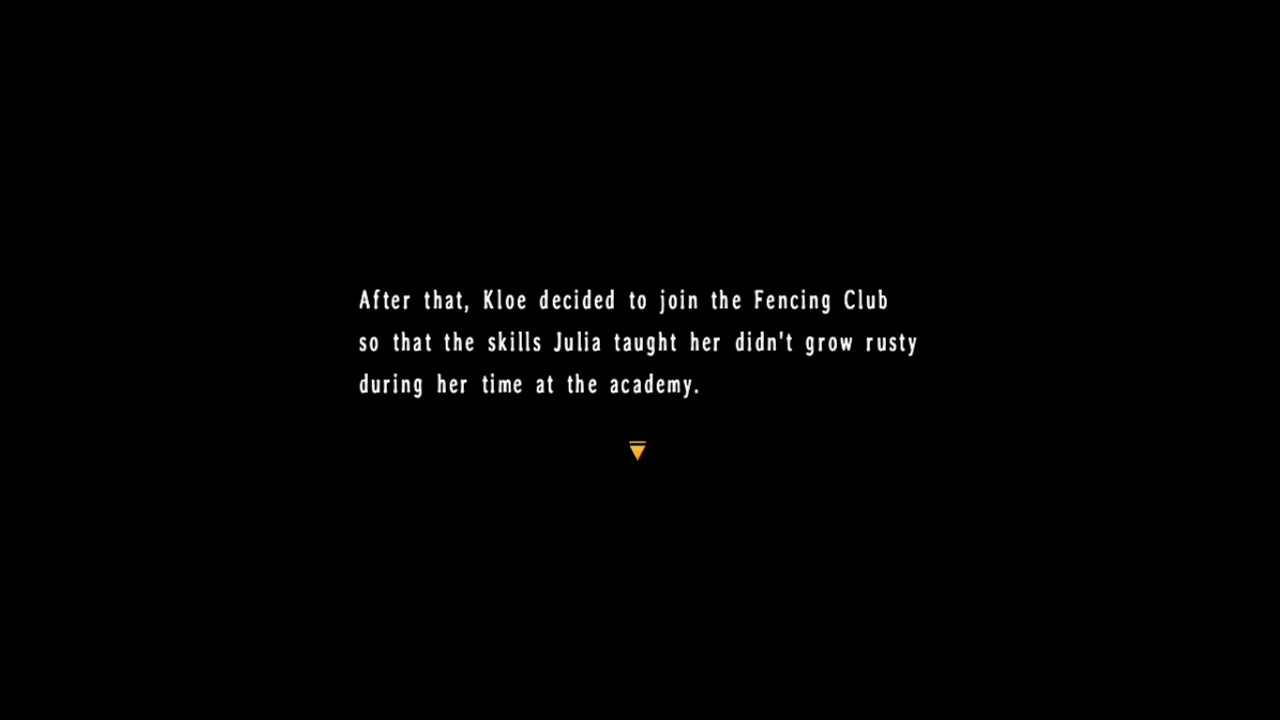 After that, Kloe decided to join the Fencing Club
so that the skills Julia taught her didn't grow rusty
during her time at the academy.